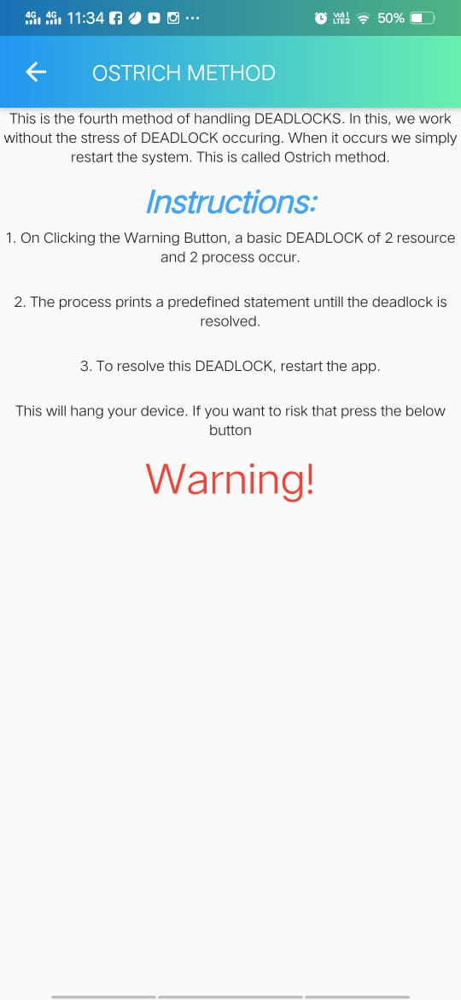 4G 4G 11:34 50%
VoLTE2
OSTRICH METHOD
This is the fourth method of handling DEADLOCKS. In this, we work
without the stress of DEADLOCK occuring. When it occurs we simply
restart the system. This is called Ostrich method.
Instructions:
1. On Clicking the Warning Button, a basic DEADLOCK of 2 resource
and 2 process occur.
2. The process prints a predefined statement untill the deadlock is
resolved.
3. To resolve this DEADLOCK, restart the app.
This will hang your device. If you want to risk that press the below
button
Warning!